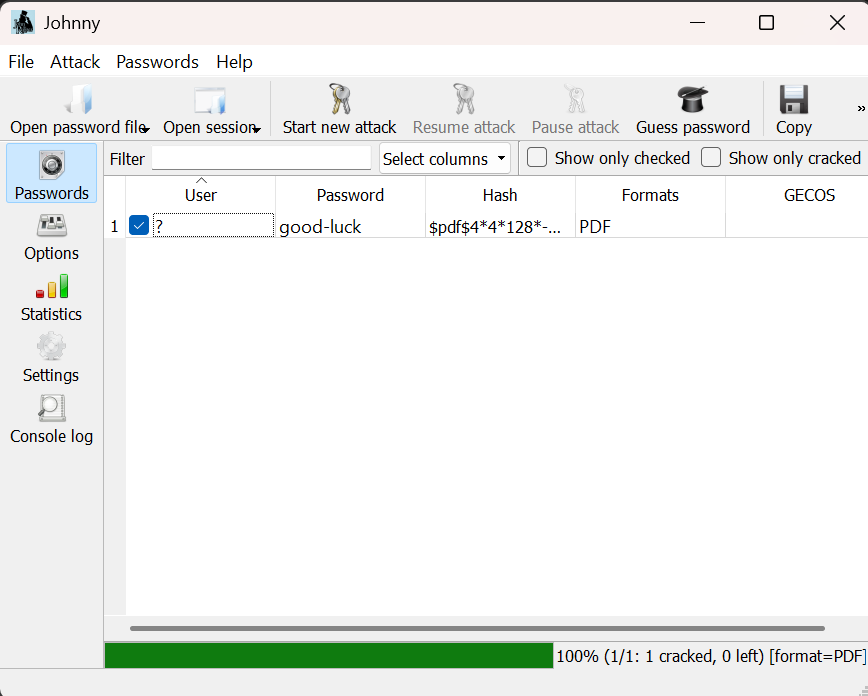 Johnny
File Attack Passwords Help
Open password file Open session Start new attack Resume attack Pause attack Guess password Copy »
Passwords
Options
Statistics
Settings
Console log
Filter Select columns Show only checked Show only cracked
User Password Hash Formats GECOS
1 ? good-luck $pdf$4*4*128*-... PDF
100% (1/1: 1 cracked, 0 left) [format=PDF]